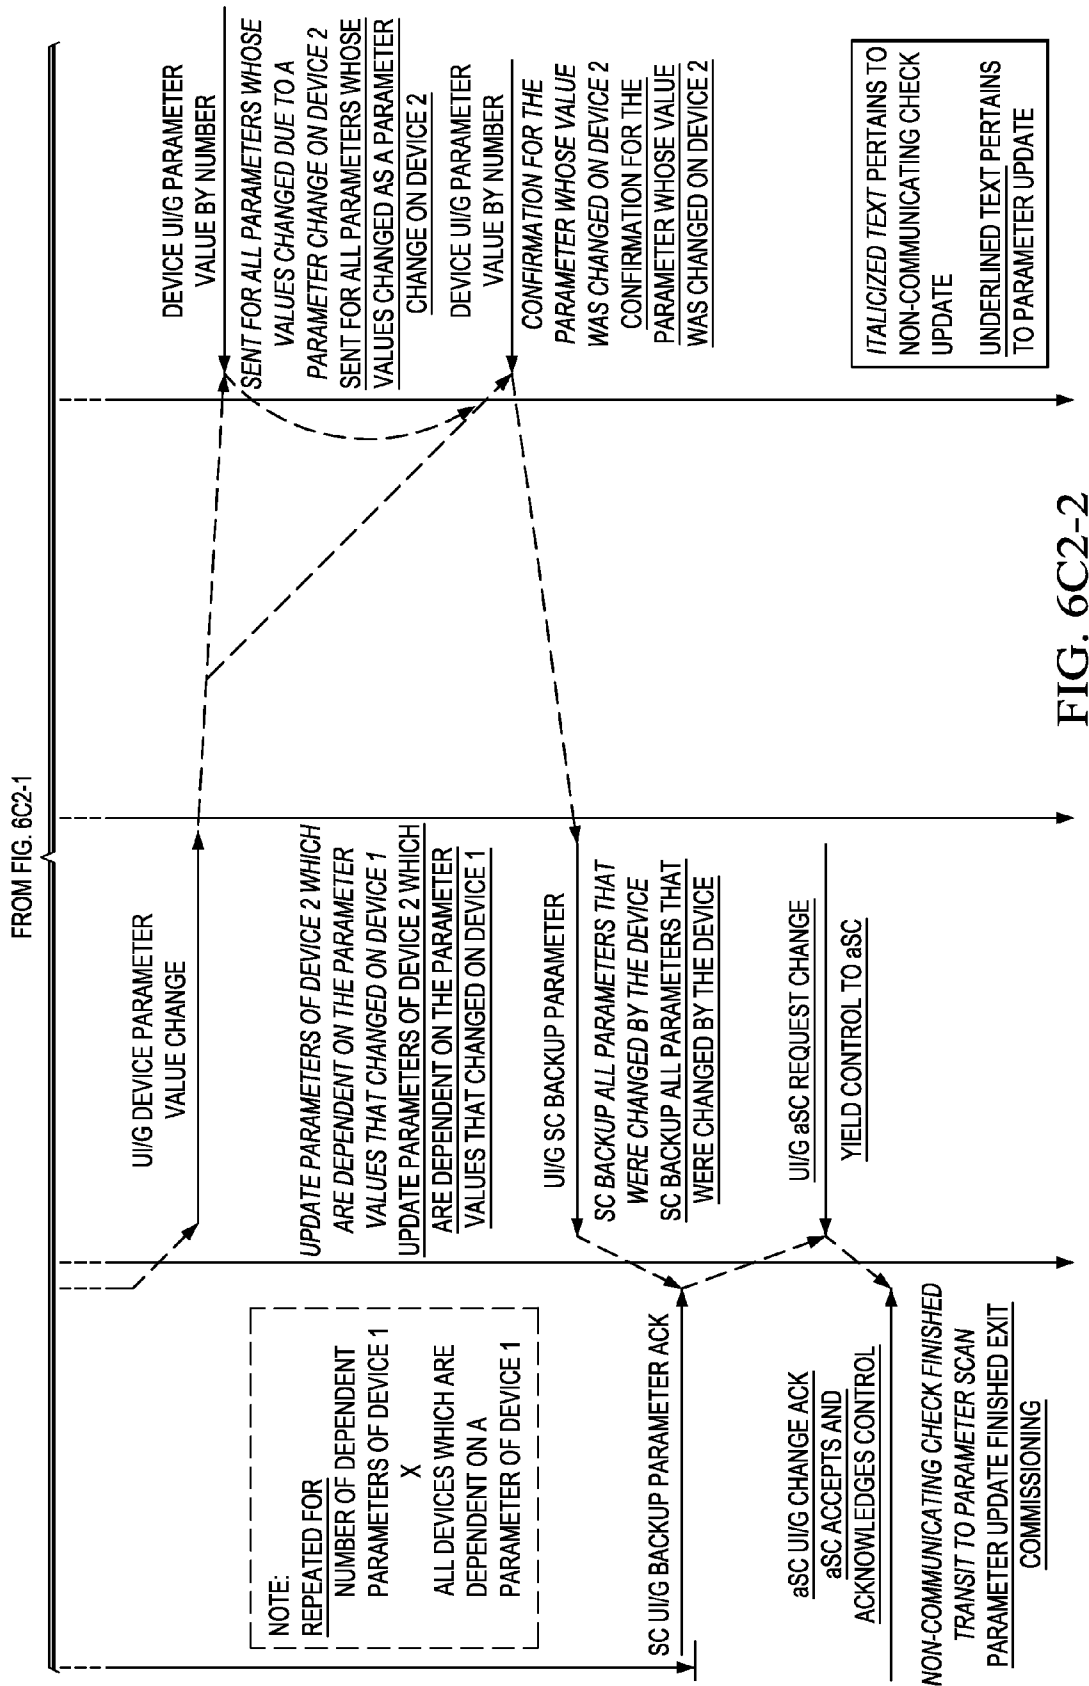 FROM FIG. 6C2-1
UI/G DEVICE PARAMETER
VALUE CHANGE
DEVICE UI/G PARAMETER
VALUE BY NUMBER
SENT FOR ALL PARAMETERS WHOSE
VALUES CHANGED DUE TO A
PARAMETER CHANGE ON DEVICE 2
SENT FOR ALL PARAMETERS WHOSE
VALUES CHANGED AS A PARAMETER
CHANGE ON DEVICE 2
NOTE:
REPEATED FOR
NUMBER OF DEPENDENT
PARAMETERS OF DEVICE 1
X
ALL DEVICES WHICH ARE
DEPENDENT ON A
PARAMETER OF DEVICE 1
UPDATE PARAMETERS OF DEVICE 2 WHICH
ARE DEPENDENT ON THE PARAMETER
VALUES THAT CHANGED ON DEVICE 1
UPDATE PARAMETERS OF DEVICE 2 WHICH
ARE DEPENDENT ON THE PARAMETER
VALUES THAT CHANGED ON DEVICE 1
DEVICE UI/G PARAMETER
VALUE BY NUMBER
CONFIRMATION FOR THE
PARAMETER WHOSE VALUE
WAS CHANGED ON DEVICE 2
CONFIRMATION FOR THE
PARAMETER WHOSE VALUE
WAS CHANGED ON DEVICE 2
UI/G SC BACKUP PARAMETER
SC BACKUP ALL PARAMETERS THAT
WERE CHANGED BY THE DEVICE
SC BACKUP ALL PARAMETERS THAT
WERE CHANGED BY THE DEVICE
SC UI/G BACKUP PARAMETER ACK
UI/G aSC REQUEST CHANGE
YIELD CONTROL TO aSC
aSC UI/G CHANGE ACK
aSC ACCEPTS AND
ACKNOWLEDGES CONTROL
NON-COMMUNICATING CHECK FINISHED
TRANSIT TO PARAMETER SCAN
PARAMETER UPDATE FINISHED EXIT
COMMISSIONING
ITALICIZED TEXT PERTAINS TO
NON-COMMUNICATING CHECK
UPDATE
UNDERLINED TEXT PERTAINS
TO PARAMETER UPDATE
FIG. 6C2-2